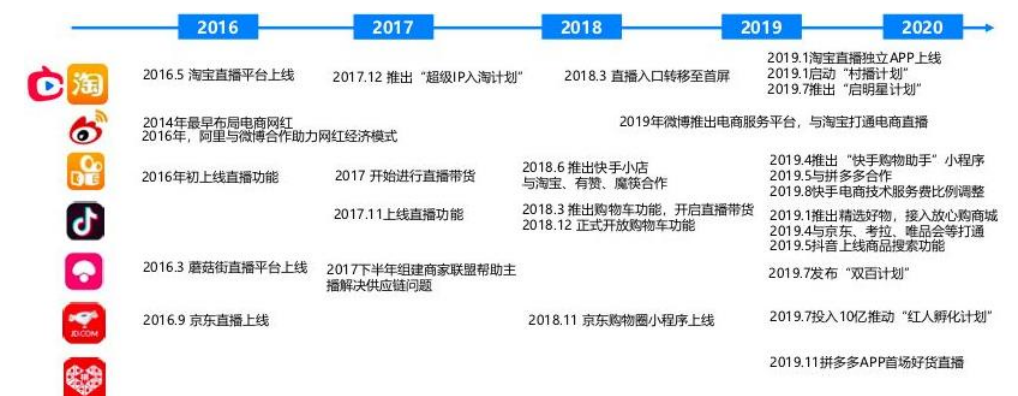 2016
2017
2018
2019
2020
淘
2016.5 淘宝直播平台上线
2017.12 推出“超级IP入淘计划”
2018.3 直播入口转移至首屏
2019.1淘宝直播独立APP上线
2019.1启动“村播计划”
2019.7推出“启明星计划”
2014年最早布局电商网红
2016年，阿里与微博合作助力网红经济模式
2019年微博推出电商服务平台，与淘宝打通电商直播
2016年初上线直播功能
2017 开始进行直播带货
2018.6 推出快手小店
与淘宝、有赞、魔筷合作
2019.4推出“快手购物助手”小程序
2019.5与拼多多合作
2019.8快手电商技术服务费比例调整
2017.11上线直播功能
2018.3 推出购物车功能，开启直播带货
2018.12 正式开放购物车功能
2019.1推出精选好物，接入放心购商城
2019.4与京东、考拉、唯品会等打通
2019.5抖音上线商品搜索功能
2016.3 蘑菇街直播平台上线
2017下半年组建商家联盟帮助主
播解决供应链问题
2019.7发布“双百计划”
JD.COM
2016.9 京东直播上线
2018.11 京东购物圈小程序上线
2019.7投入10亿推动“红人孵化计划”
2019.11拼多多APP首场好货直播